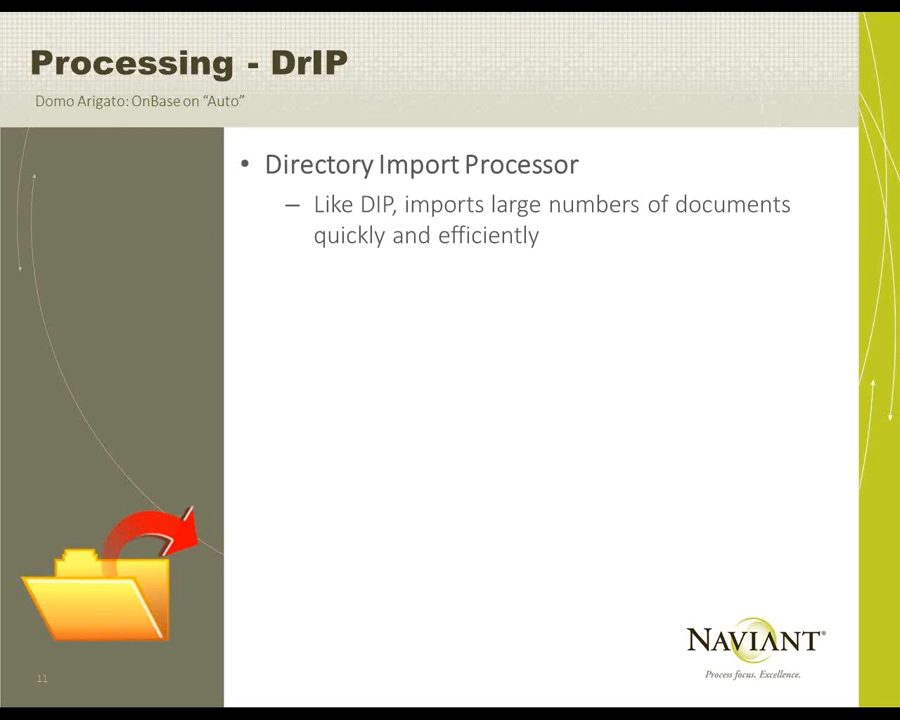 Processing - DrIP
Domo Arigato: OnBase on “Auto”
• Directory Import Processor
– Like DIP, imports large numbers of documents
quickly and efficiently
NAVIANT®
Process focus. Excellence.
11